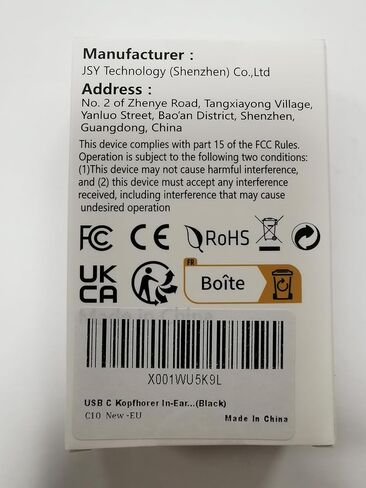 Manufacturer :
JSY Technology (Shenzhen) Co.,Ltd
Address :
No. 2 of Zhenye Road, Tangxiayong Village,
Yanluo Street, Bao'an District, Shenzhen,
Guangdong, China
This device complies with part 15 of the FCC Rules.
Operation is subject to the following two conditions:
(1)This device may not cause harmful interference,
and (2) this device must accept any interference
received, including interference that may cause
undesired operation
FC CE RoHS
UK
CA
FR
Boîte
Made in China
X001WU5K9L
USB C Kopfhorer In-Ear...(Black)
C10 New -EU
Made In China